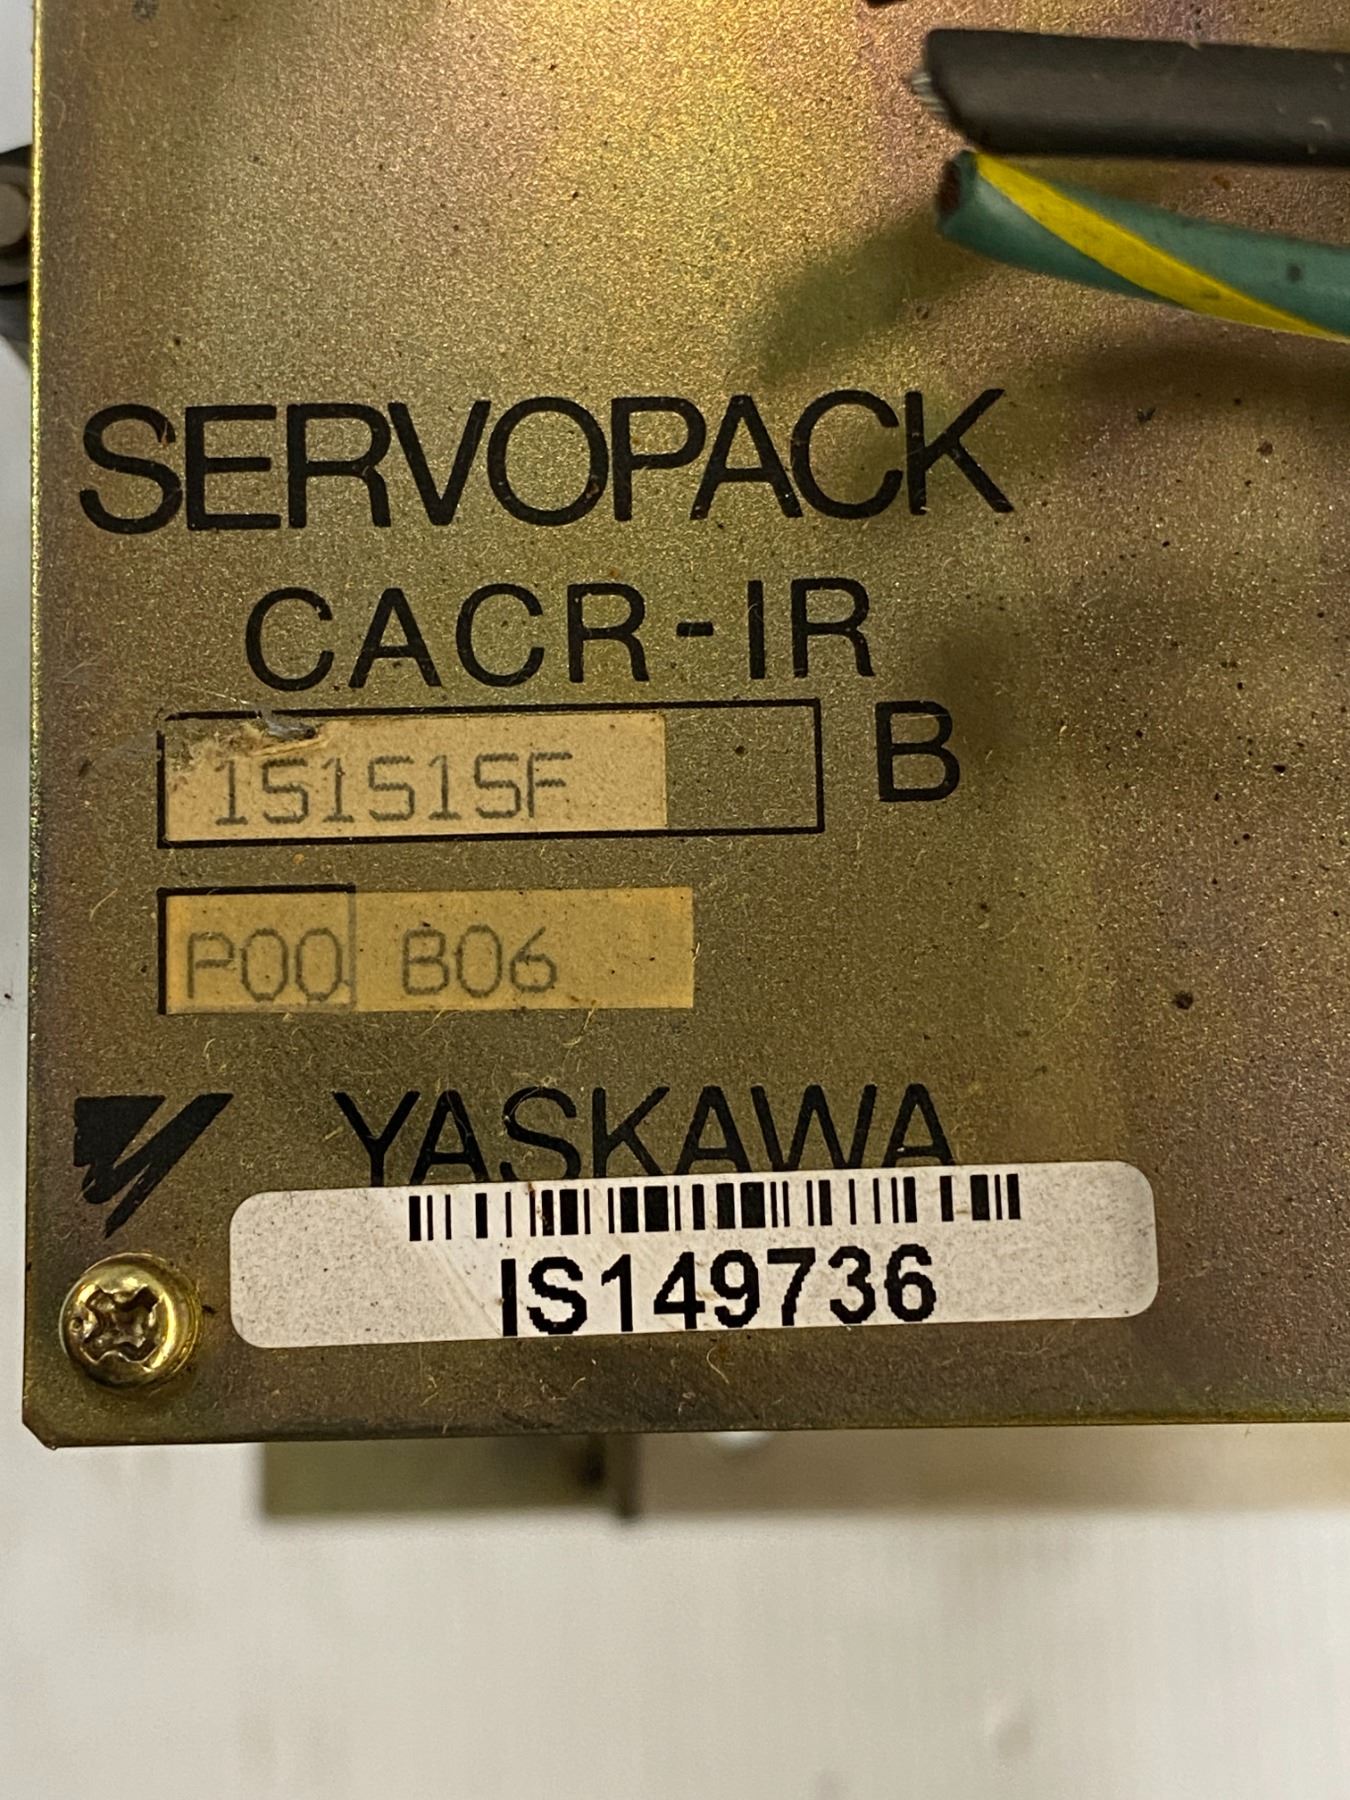 SERVOPACK
CACR-IR
151515F B
P00 B06
YASKAWA
IS149736